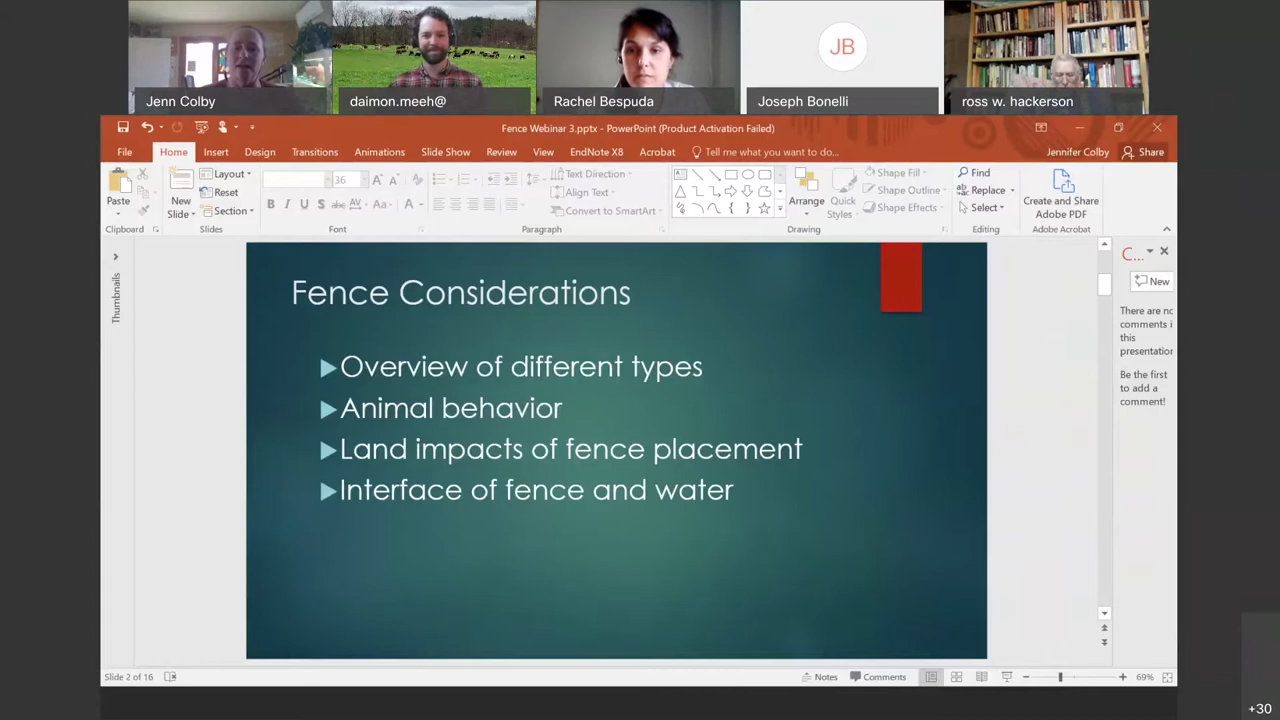 Jenn Colby
daimon.meeh@
Rachel Bespuda
JB
Joseph Bonelli
ross w. hackerson
Fence Webinar 3.pptx - PowerPoint (Product Activation Failed)
File Home Insert Design Transitions Animations Slide Show Review View EndNote X8 Acrobat Tell me what you want to do... Jennifer Colby Share
Paste
Clipboard
New Slide
Layout
Reset
Section
Slides
36
B I U S abc AV Aa A
Font
Text Direction
Align Text
Convert to SmartArt
Paragraph
Arrange
Quick Styles
Shape Fill
Shape Outline
Shape Effects
Drawing
Find
Replace
Select
Editing
Create and Share
Adobe PDF
Adobe Acrobat
Thumbnails
Fence Considerations
Overview of different types
Animal behavior
Land impacts of fence placement
Interface of fence and water
C...
New
There are no
comments i
this
presentation
Be the first
to add a
comment!
Slide 2 of 16
Notes
Comments
69%
+30